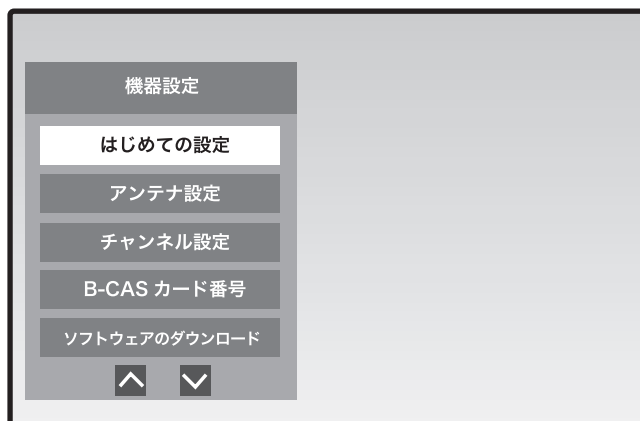 機器設定
はじめての設定
アンテナ設定
チャンネル設定
B-CAS カード番号
ソフトウェアのダウンロード